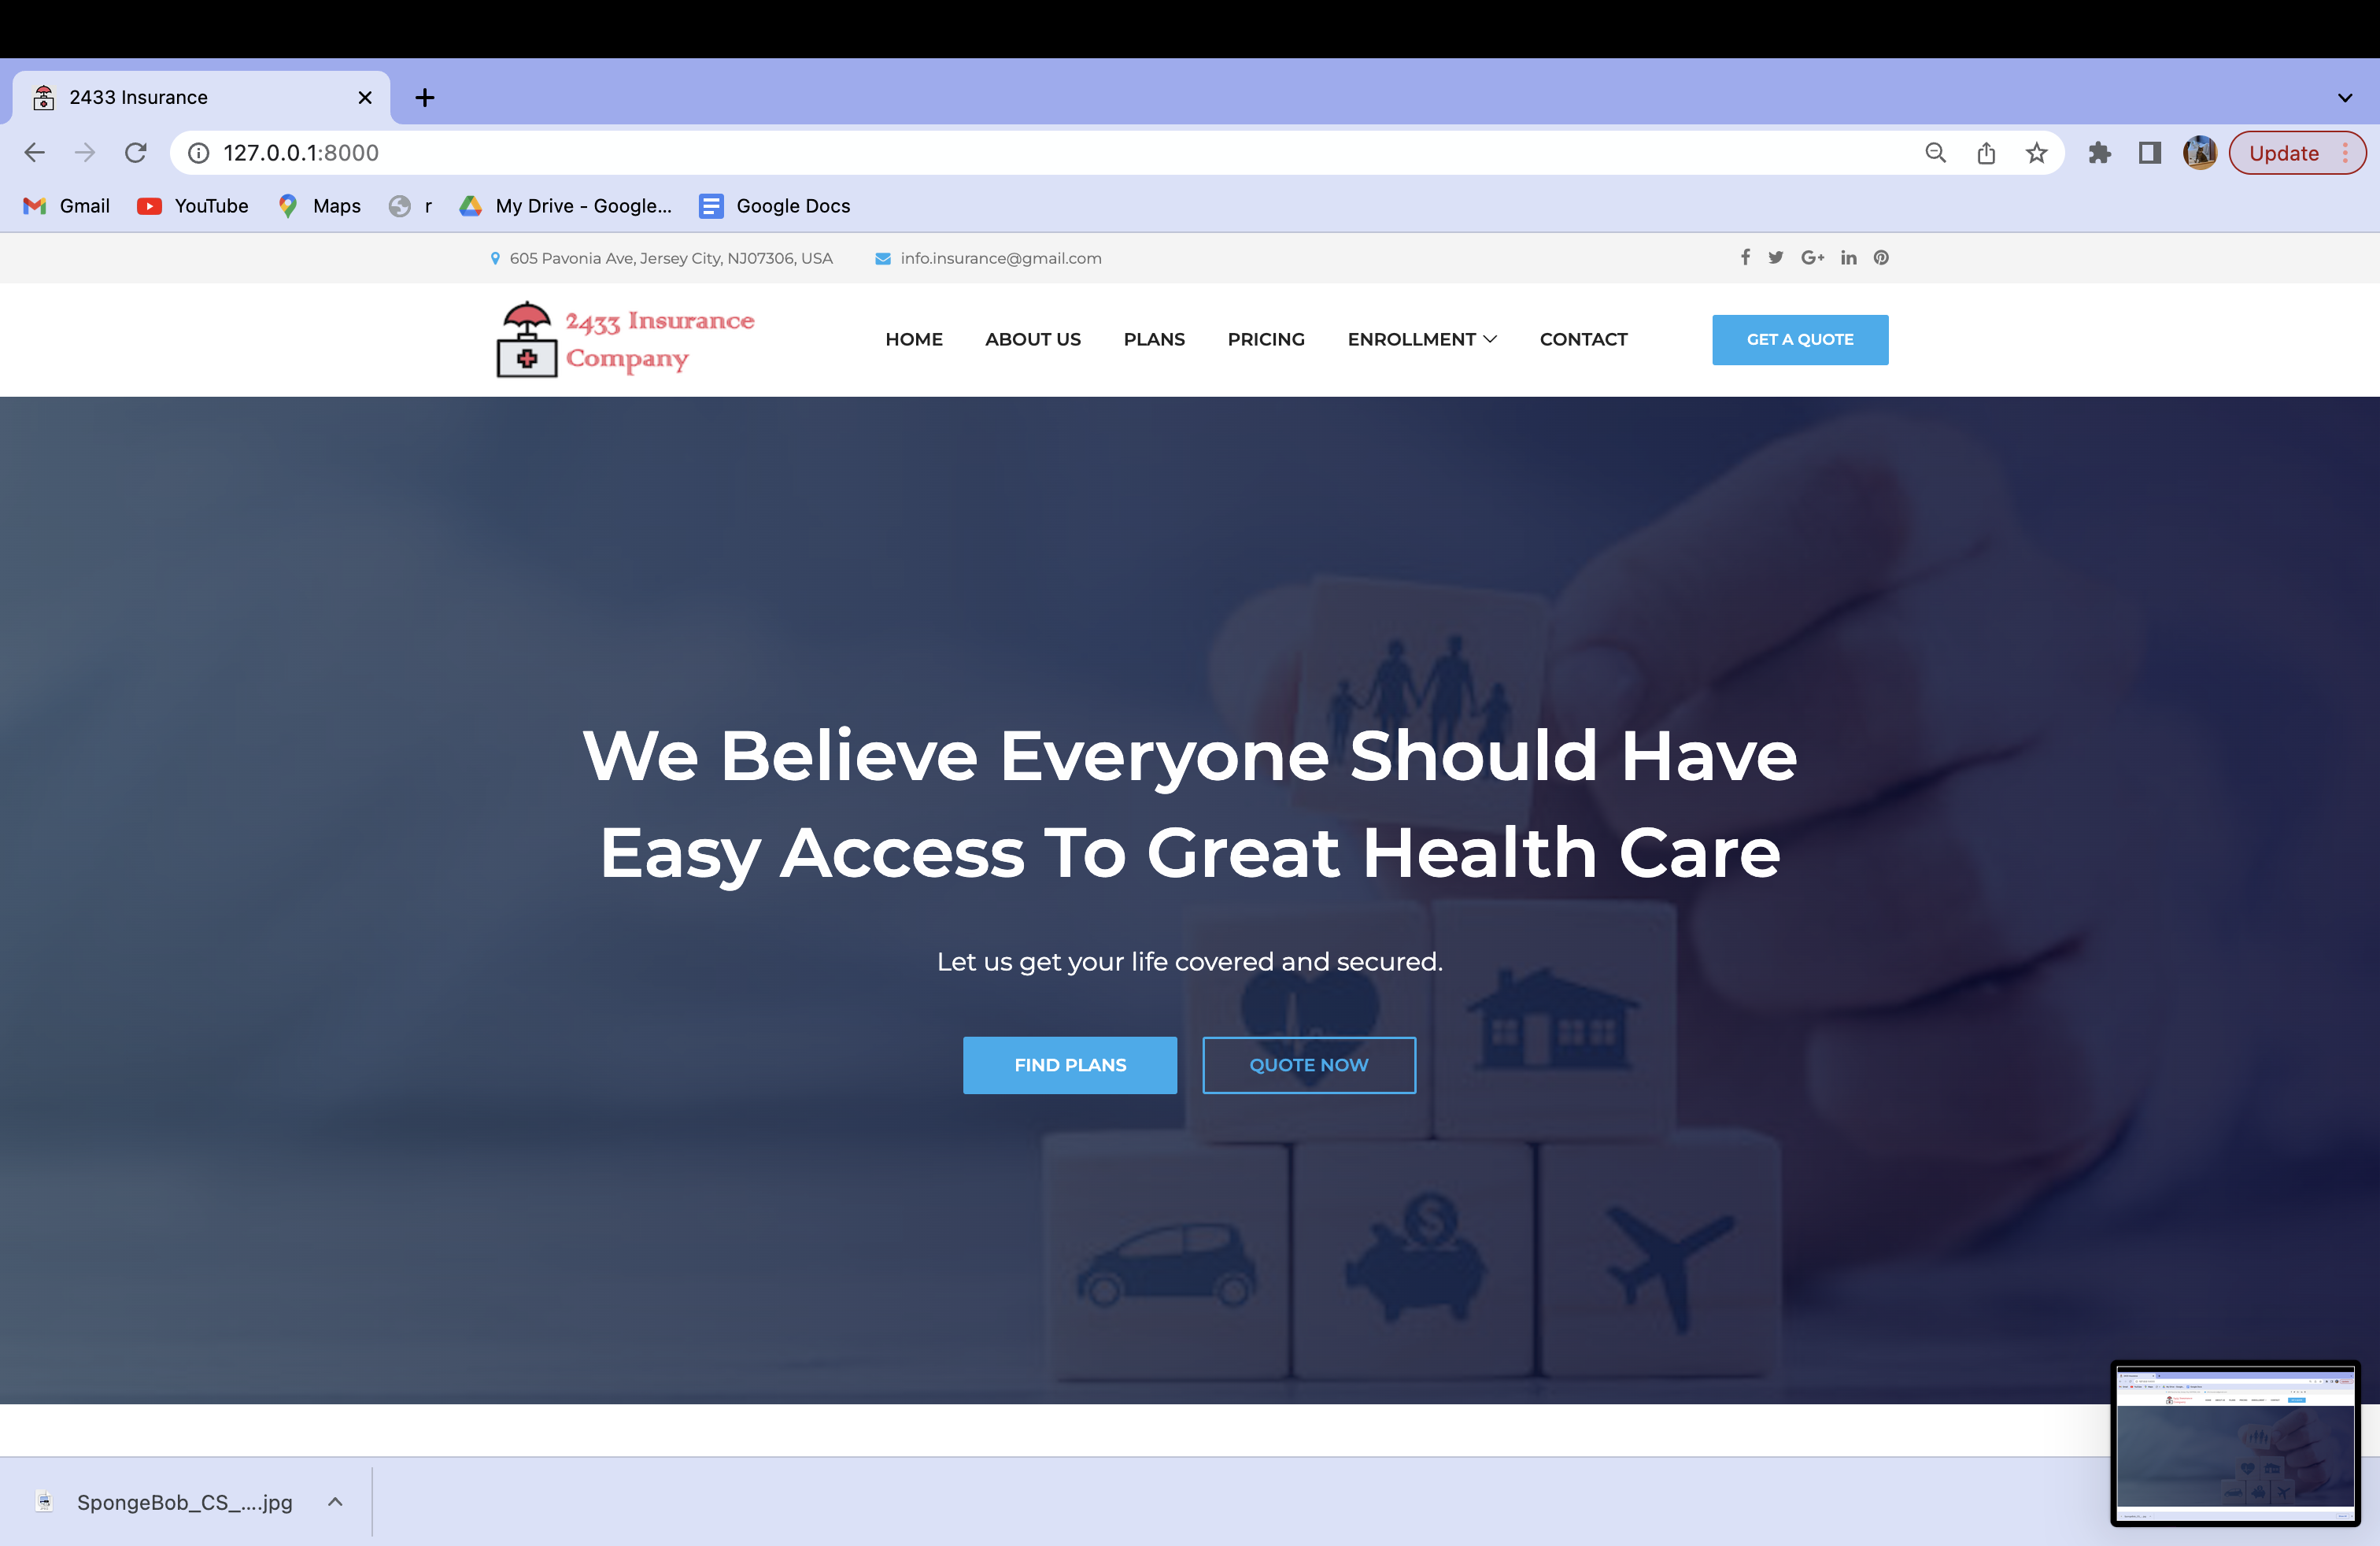 2433 Insurance
127.0.0.1:8000
Update
Gmail
YouTube
Maps
r
My Drive - Google...
Google Docs
605 Pavonia Ave, Jersey City, NJ07306, USA
info.insurance@gmail.com
2433 Insurance
Company
HOME
ABOUT US
PLANS
PRICING
ENROLLMENT
CONTACT
GET A QUOTE
We Believe Everyone Should Have
Easy Access To Great Health Care
Let us get your life covered and secured.
FIND PLANS
QUOTE NOW
SpongeBob_CS_....jpg